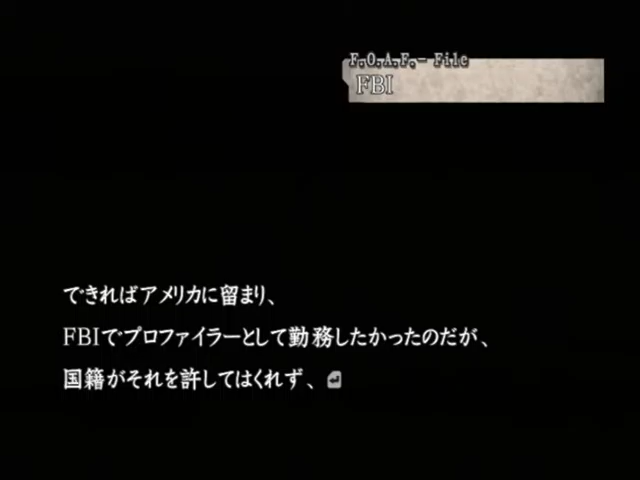 F.O.A.F.- File
FBI
できればアメリカに留まり、
FBIでプロファイラーとして勤務したかったのだが、
国籍がそれを許してはくれず、